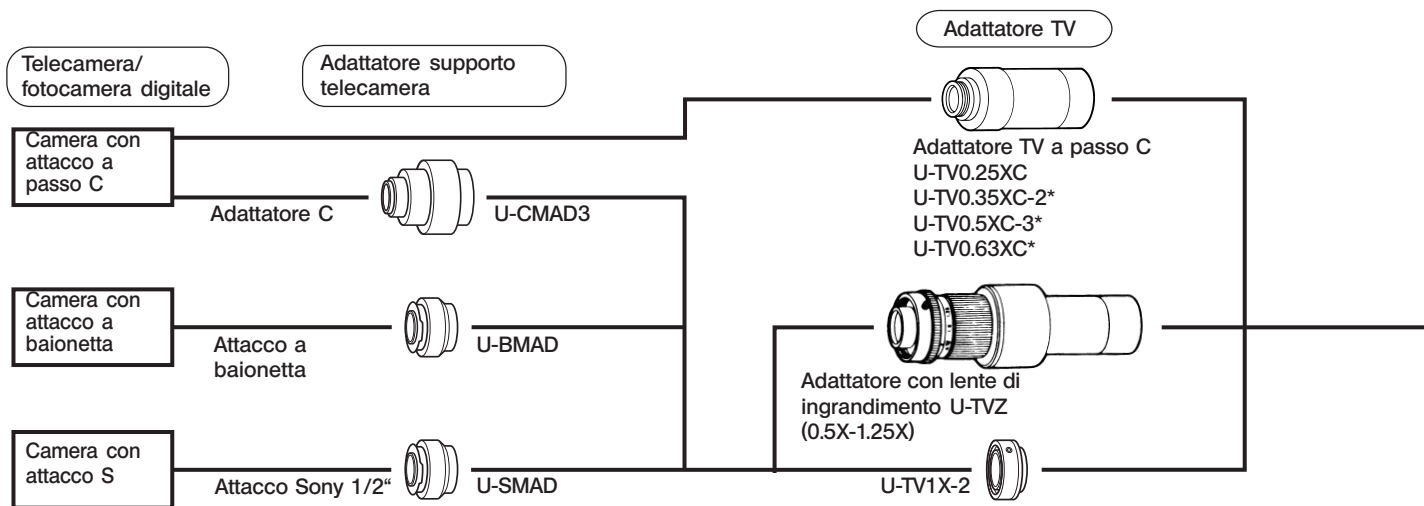 Adattatore TV
Telecamera/
fotocamera digitale
Adattatore supporto
telecamera
Camera con
attacco a
passo C
Adattatore TV a passo C
U-TV0.25XC
U-TV0.35XC-2*
U-TV0.5XC-3*
U-TV0.63XC*
Adattatore C
U-CMAD3
Camera con
attacco a
baionetta
Attacco a
baionetta
U-BMAD
Adattatore con lente di
ingrandimento U-TVZ
(0.5X-1.25X)
Camera con
attacco S
Attacco Sony 1/2“
U-SMAD
U-TV1X-2